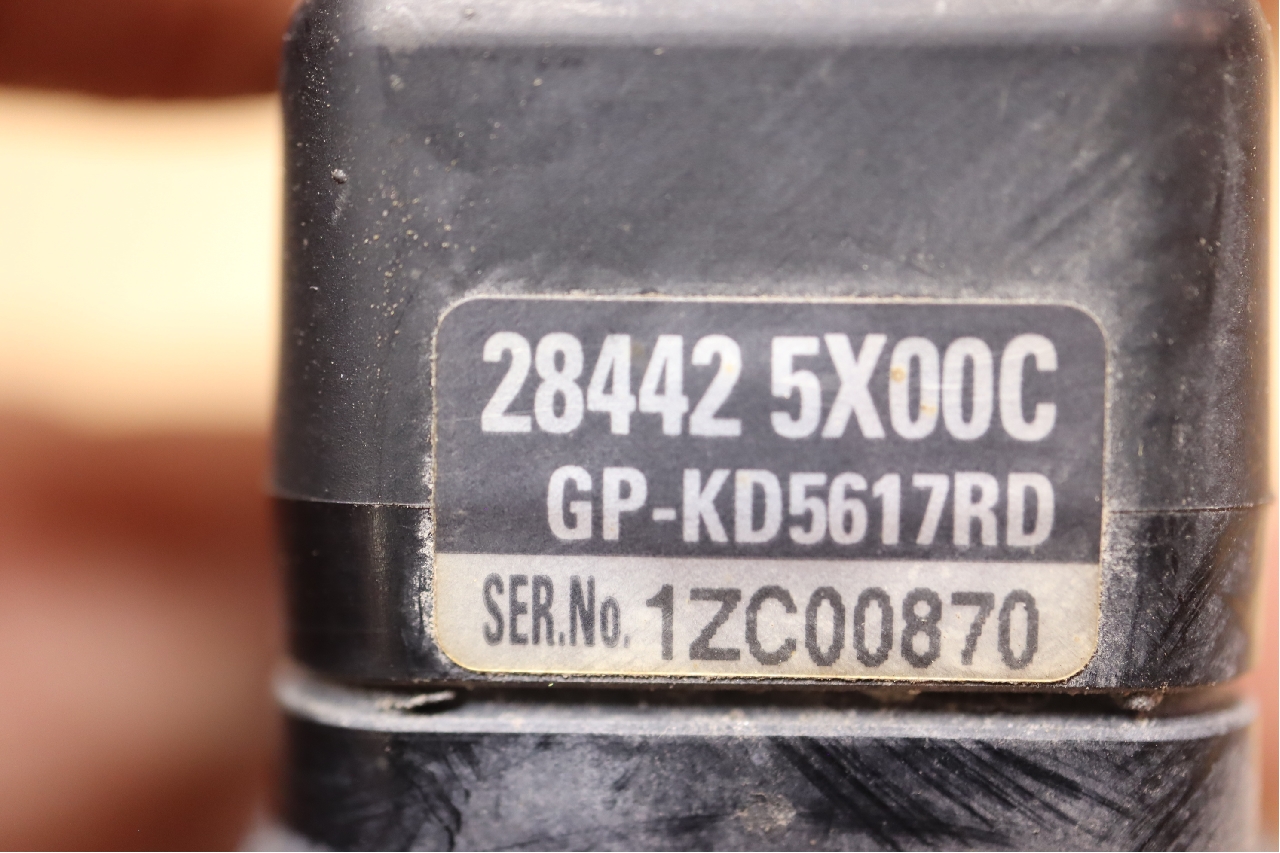 28442 5X00C
GP-KD5617RD
SER.No. 1ZC00870